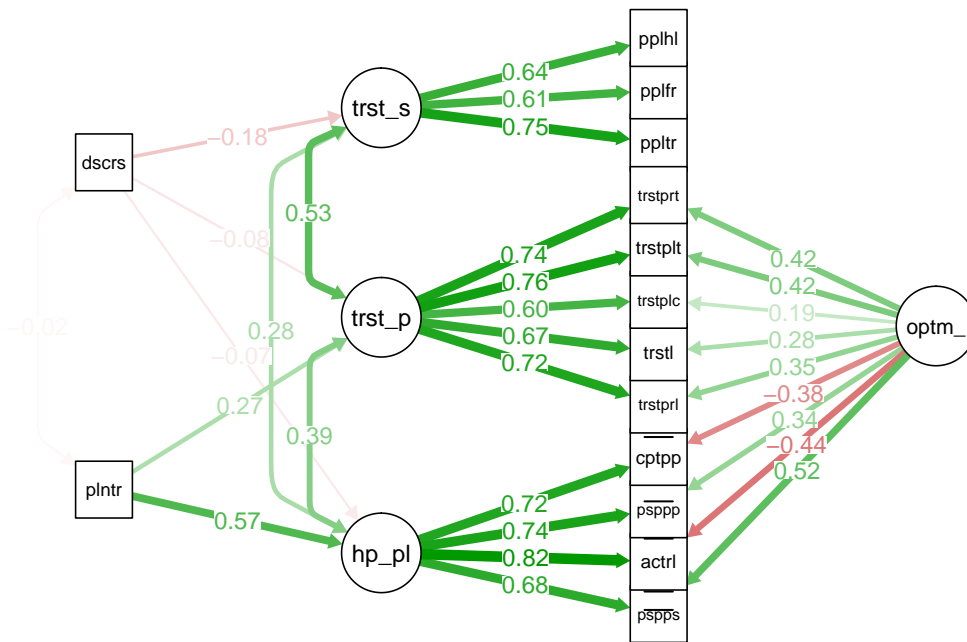 pplhl
0.64
pplfr
trst_s
0.61
0.75
−0.18
ppltr
dscrs
trstprt
0.53
−0.08
0.74
trstplt
0.42
0.76
0.42
trstplc
0.19
−0.02
0.28
trst_p
0.60
optm_
0.67
0.28
−0.07
trstl
0.72
0.35
0.27
−0.38
trstprl
0.34
0.39
−0.44
cptpp
0.52
plntr
0.72
psppp
0.57
0.74
hp_pl
0.82
actrl
0.68
pspps